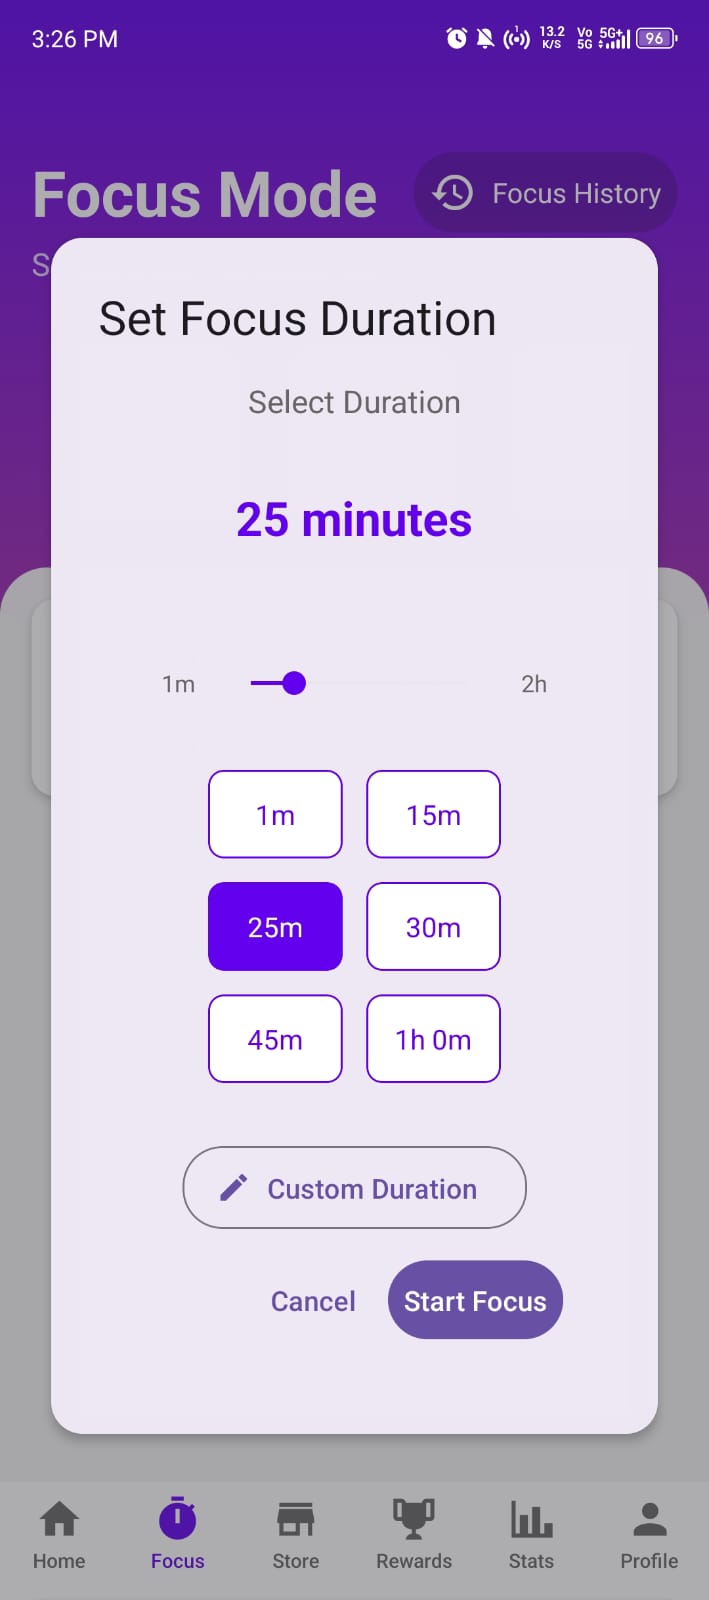 3:26 PM
1
13.2
K/S
Vo
5G
5G+
96
Focus Mode
Focus History
S
Set Focus Duration
Select Duration
25 minutes
1m
2h
1m
15m
25m
30m
45m
1h 0m
Custom Duration
Cancel
Start Focus
Home
Focus
Store
Rewards
Stats
Profile